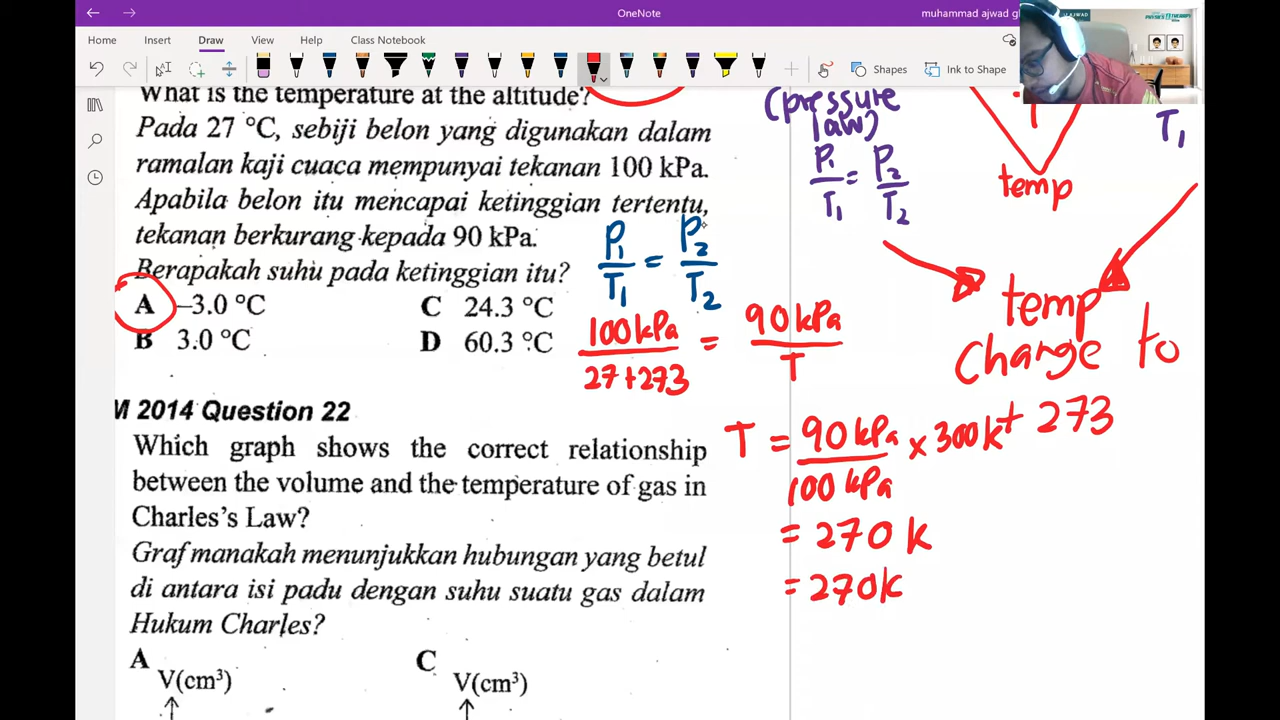 OneNote
muhammad ajwad
Home Insert Draw View Help Class Notebook
Shapes
Ink to Shape
What is the temperature at the altitude?
Pada 27 °C, sebiji belon yang digunakan dalam
ramalan kaji cuaca mempunyai tekanan 100 kPa.
Apabila belon itu mencapai ketinggian tertentu,
tekanan berkurang kepada 90 kPa.
Berapakah suhu pada ketinggian itu?
A –3.0 °C C 24.3 °C
B 3.0 °C D 60.3 °C
P1/T1 = P2/T2
100 kPa/27+273 = 90 kPa/T
T = 90 kPa/100 kPa x 300k + 273
= 270 k
= 270k
(pressure
law)
P1/T1 = P2/T2
temp
T1
temp
change to
M 2014 Question 22
Which graph shows the correct relationship
between the volume and the temperature of gas in
Charles's Law?
Graf manakah menunjukkan hubungan yang betul
di antara isi padu dengan suhu suatu gas dalam
Hukum Charles?
A C
V(cm³) V(cm³)